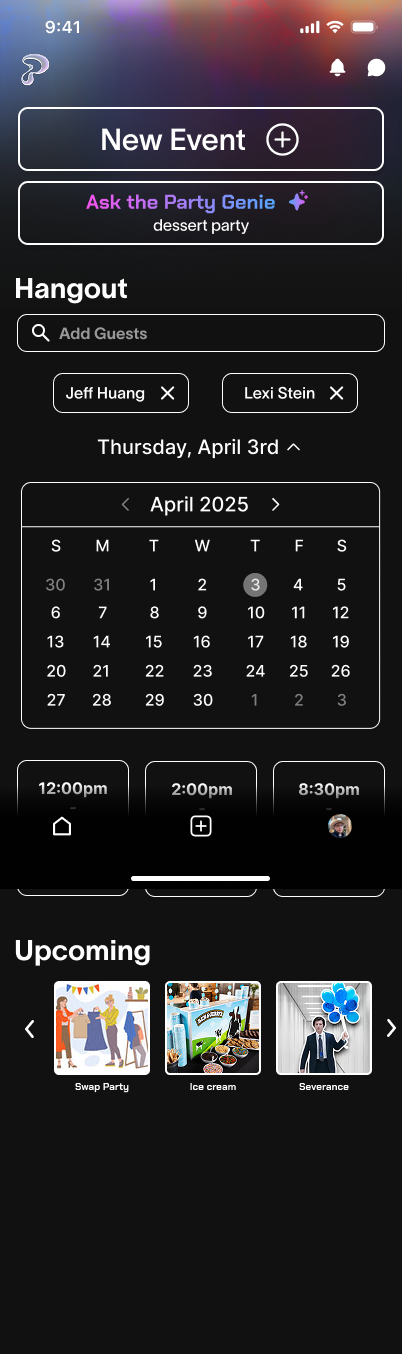 9:41
New Event
Ask the Party Genie
dessert party
Hangout
Add Guests
Jeff Huang
Lexi Stein
Thursday, April 3rd
April 2025
S M T W T F S
30 31 1 2 3 4 5
6 7 8 9 10 11 12
13 14 15 16 17 18 19
20 21 22 23 24 25 26
27 28 29 30 1 2 3
12:00pm 2:00pm 8:30pm
Upcoming
BEN & JERRY'S
Swap Party Ice cream Severance